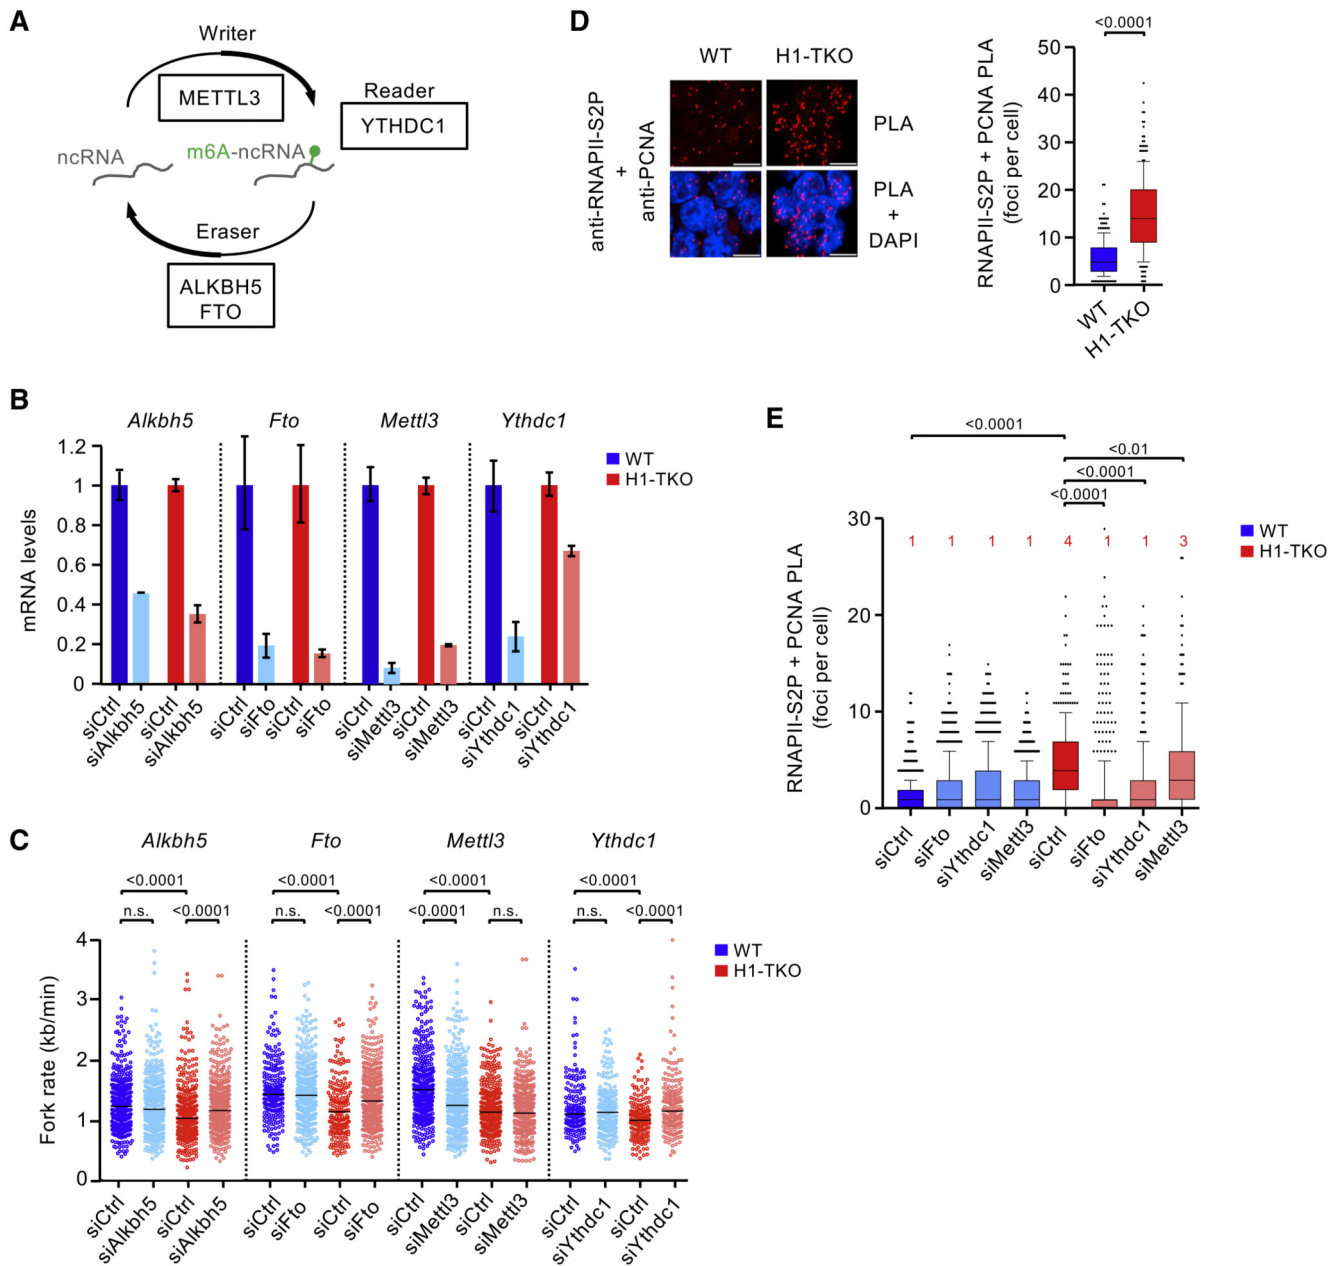 A
Writer
METTL3
Reader
YTHDC1
ncRNA
m6A-ncRNA
Eraser
ALKBH5
FTO
D
WT
H1-TKO
anti-RNAPII-S2P
+
anti-PCNA
PLA
PLA
+
DAPI
<0.0001
RNAPII-S2P + PCNA PLA
(foci per cell)
50
40
30
20
10
0
WT
H1-TKO
B
Alkbh5
Fto
Mettl3
Ythdc1
mRNA levels
1.2
1
0.8
0.6
0.4
0.2
0
WT
H1-TKO
siCtrl
siAlkbh5
siCtrl
siAlkbh5
siCtrl
siFto
siCtrl
siFto
siCtrl
siMettl3
siCtrl
siMettl3
siCtrl
siYthdc1
siCtrl
siYthdc1
E
<0.0001
<0.01
<0.0001
<0.0001
RNAPII-S2P + PCNA PLA
(foci per cell)
30
20
10
0
1 1 1 1 4 1 1 3
WT
H1-TKO
siCtrl
siFto
siYthdc1
siMettl3
siCtrl
siFto
siYthdc1
siMettl3
C
Alkbh5
Fto
Mettl3
Ythdc1
<0.0001
<0.0001
<0.0001
<0.0001
n.s.
<0.0001
n.s.
<0.0001
<0.0001
n.s.
n.s.
<0.0001
Fork rate (kb/min)
4
3
2
1
0
WT
H1-TKO
siCtrl
siAlkbh5
siCtrl
siAlkbh5
siCtrl
siFto
siCtrl
siFto
siCtrl
siMettl3
siCtrl
siMettl3
siCtrl
siYthdc1
siCtrl
siYthdc1